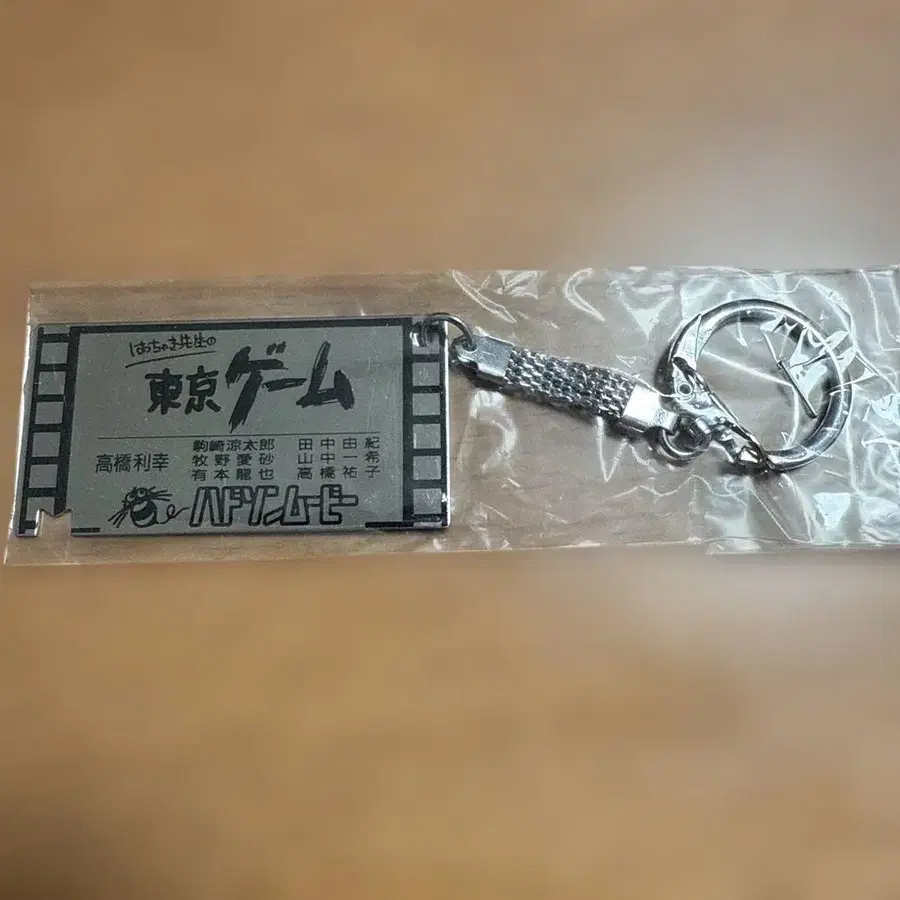 はちゃき先生の
東京ゲーム
高橋利幸
駒崎涼太郎 田中由紀
牧野愛砂 山中一希
有本龍也 高橋祐子
ハドソンムービー